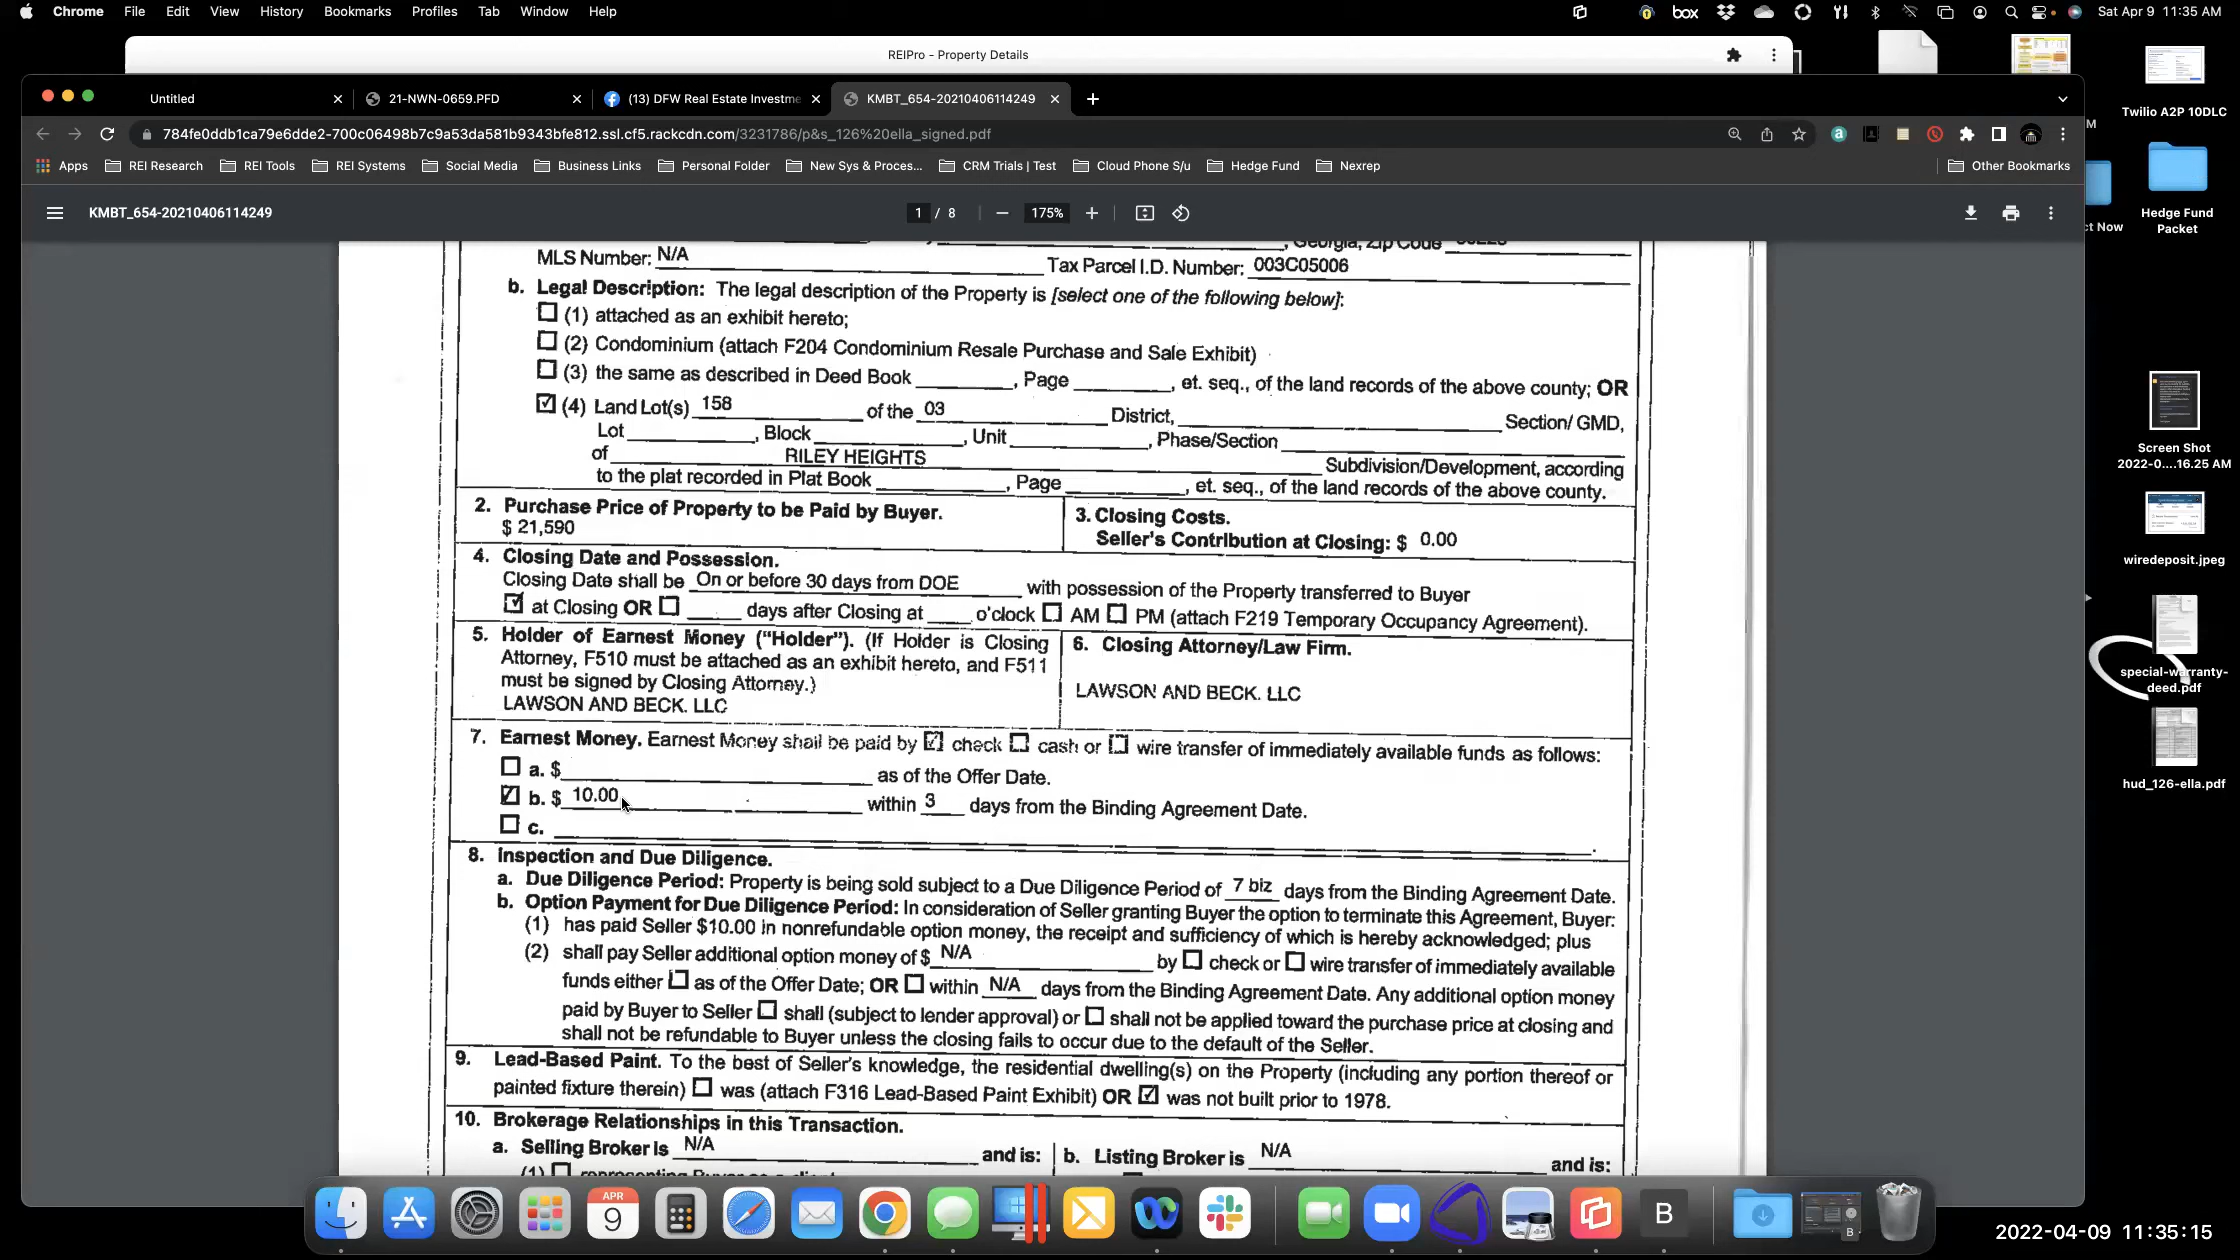 Chrome File Edit View History Bookmarks Profiles Tab Window Help
box
Sat Apr 9 11:35 AM
REIPro - Property Details
Untitled
21-NWN-0659.PFD
(13) DFW Real Estate Investme
KMBT_654-20210406114249
784fe0ddb1ca79e6dde2-700c06498b7c9a53da581b9343bfe812.ssl.cf5.rackcdn.com/3231786/p&s_126%20ella_signed.pdf
Apps REI Research REI Tools REI Systems Social Media Business Links Personal Folder New Sys & Proces... CRM Trials | Test Cloud Phone S/u Hedge Fund Nexrep Other Bookmarks
KMBT_654-20210406114249
1 / 8
175%
Georgia, Zip Code
MLS Number: N/A Tax Parcel I.D. Number: 003C05006
b. Legal Description: The legal description of the Property is [select one of the following below]:
(1) attached as an exhibit hereto;
(2) Condominium (attach F204 Condominium Resale Purchase and Sale Exhibit)
(3) the same as described in Deed Book ________, Page ________, et. seq., of the land records of the above county; OR
(4) Land Lot(s) 158 of the 03 District, ________ Section/ GMD,
Lot ________, Block ________, Unit ________, Phase/Section ________
of RILEY HEIGHTS Subdivision/Development, according
to the plat recorded in Plat Book ________, Page ________, et. seq., of the land records of the above county.
2. Purchase Price of Property to be Paid by Buyer.
$ 21,590
3. Closing Costs.
Seller's Contribution at Closing: $ 0.00
4. Closing Date and Possession.
Closing Date shall be On or before 30 days from DOE with possession of the Property transferred to Buyer
at Closing OR ____ days after Closing at ____ o'clock AM PM (attach F219 Temporary Occupancy Agreement).
5. Holder of Earnest Money ("Holder"). (If Holder is Closing
Attorney, F510 must be attached as an exhibit hereto, and F511
must be signed by Closing Attorney.)
LAWSON AND BECK. LLC
6. Closing Attorney/Law Firm.
LAWSON AND BECK. LLC
7. Earnest Money. Earnest Money shall be paid by check cash or wire transfer of immediately available funds as follows:
a. $________ as of the Offer Date.
b. $ 10.00 within 3 days from the Binding Agreement Date.
c. ________.
8. Inspection and Due Diligence.
a. Due Diligence Period: Property is being sold subject to a Due Diligence Period of 7 biz days from the Binding Agreement Date.
b. Option Payment for Due Diligence Period: In consideration of Seller granting Buyer the option to terminate this Agreement, Buyer:
(1) has paid Seller $10.00 in nonrefundable option money, the receipt and sufficiency of which is hereby acknowledged; plus
(2) shall pay Seller additional option money of $ N/A by check or wire transfer of immediately available
funds either as of the Offer Date; OR within N/A days from the Binding Agreement Date. Any additional option money
paid by Buyer to Seller shall (subject to lender approval) or shall not be applied toward the purchase price at closing and
shall not be refundable to Buyer unless the closing fails to occur due to the default of the Seller.
9. Lead-Based Paint. To the best of Seller's knowledge, the residential dwelling(s) on the Property (including any portion thereof or
painted fixture therein) was (attach F316 Lead-Based Paint Exhibit) OR was not built prior to 1978.
10. Brokerage Relationships in this Transaction.
a. Selling Broker is N/A and is:
b. Listing Broker is N/A and is:
Twilio A2P 10DLC
M
ct Now
Hedge Fund
Packet
Screen Shot
2022-0....16.25 AM
wiredeposit.jpeg
special-warranty-
deed.pdf
hud_126-ella.pdf
APR
9
B
2022-04-09 11:35:15